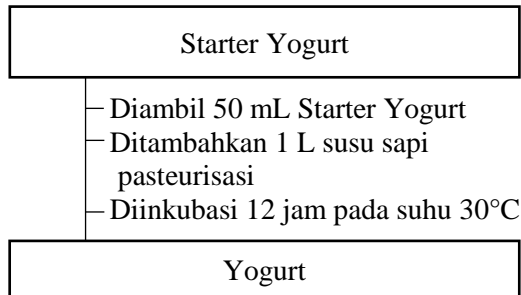 Starter Yogurt
Diambil 50 mL Starter Yogurt
Ditambahkan 1 L susu sapi
pasteurisasi
Diinkubasi 12 jam pada suhu 30°C
Yogurt